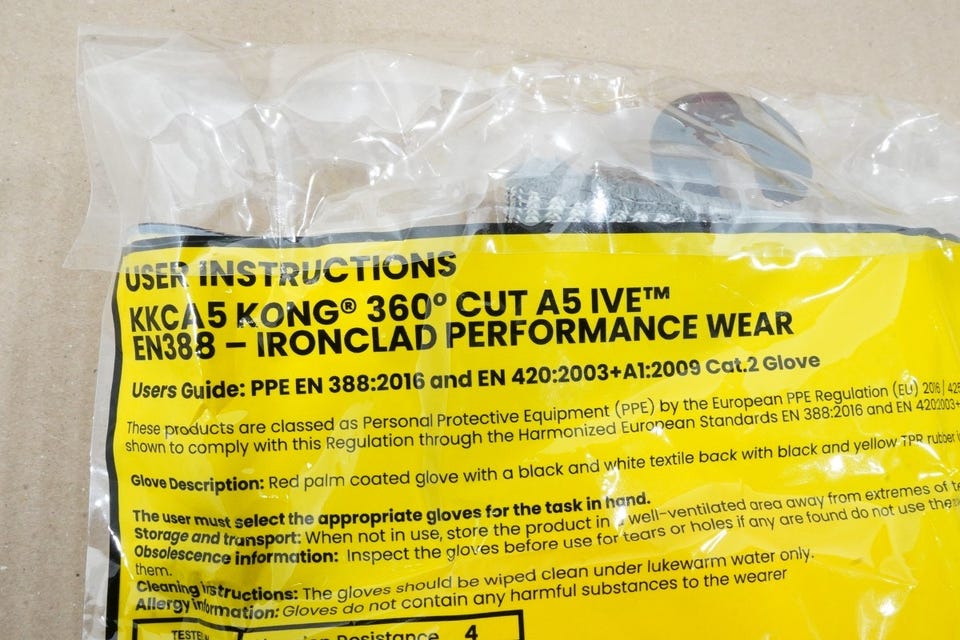 USER INSTRUCTIONS
KKCA5 KONG® 360° CUT A5 IVE™
EN388 – IRONCLAD PERFORMANCE WEAR
Users Guide: PPE EN 388:2016 and EN 420:2003+A1:2009 Cat.2 Glove
These products are classed as Personal Protective Equipment (PPE) by the European PPE Regulation (EU) 2016/425
shown to comply with this Regulation through the Harmonized European Standards EN 388:2016 and EN 420:2003+
Glove Description: Red palm coated glove with a black and white textile back with black and yellow TPR rubber
The user must select the appropriate gloves for the task in hand.
Storage and transport: When not in use, store the product in a well-ventilated area away from extremes of
Obsolescence information: Inspect the gloves before use for tears or holes if any are found do not use the
them.
Cleaning instructions: The gloves should be wiped clean under lukewarm water only.
Allergy information: Gloves do not contain any harmful substances to the wearer
Resistance 4